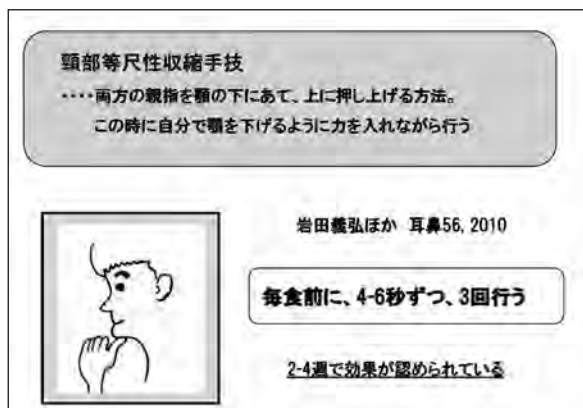 頸部等尺性収縮手技
‥‥両方の親指を顎の下にあて、上に押し上げる方法。
この時に自分で顎を下げるように力を入れながら行う
岩田義弘ほか 耳鼻56, 2010
毎食前に、4-6秒ずつ、3回行う
2-4週で効果が認められている